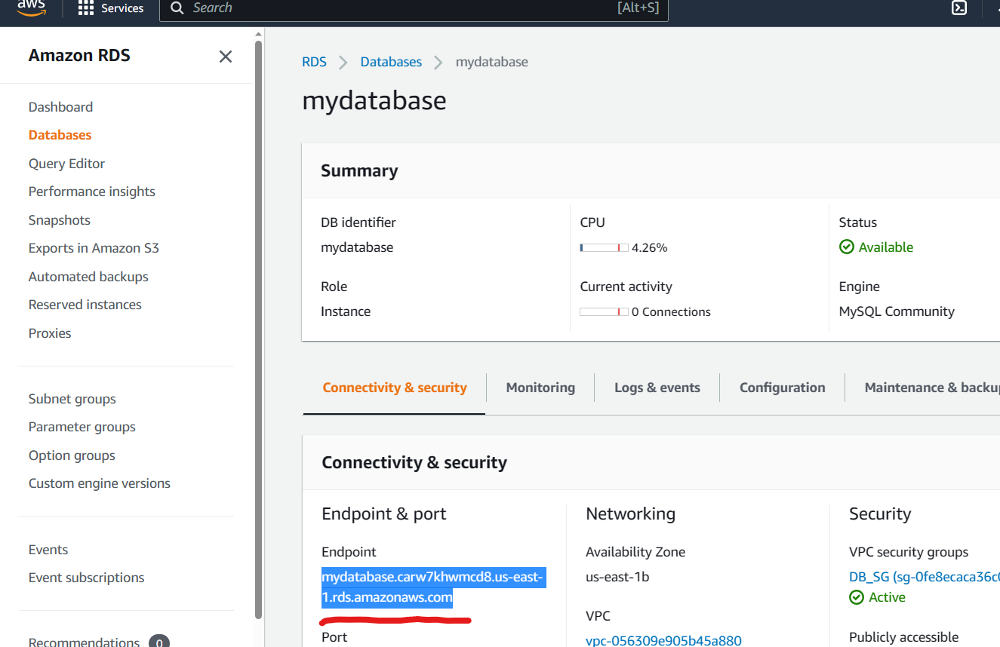 aws
Services
Search
[Alt+S]
Amazon RDS
Dashboard
Databases
Query Editor
Performance insights
Snapshots
Exports in Amazon S3
Automated backups
Reserved instances
Proxies
Subnet groups
Parameter groups
Option groups
Custom engine versions
Events
Event subscriptions
Recommendations 0
RDS > Databases > mydatabase
mydatabase
Summary
DB identifier
mydatabase
Role
Instance
CPU
4.26%
Current activity
0 Connections
Status
Available
Engine
MySQL Community
Connectivity & security
Monitoring
Logs & events
Configuration
Maintenance & backup
Connectivity & security
Endpoint & port
Endpoint
mydatabase.carw7khwmcd8.us-east-
1.rds.amazonaws.com
Port
Networking
Availability Zone
us-east-1b
VPC
vpc-056309e905b45a880
Security
VPC security groups
DB_SG (sg-0fe8ecaca36c
Active
Publicly accessible